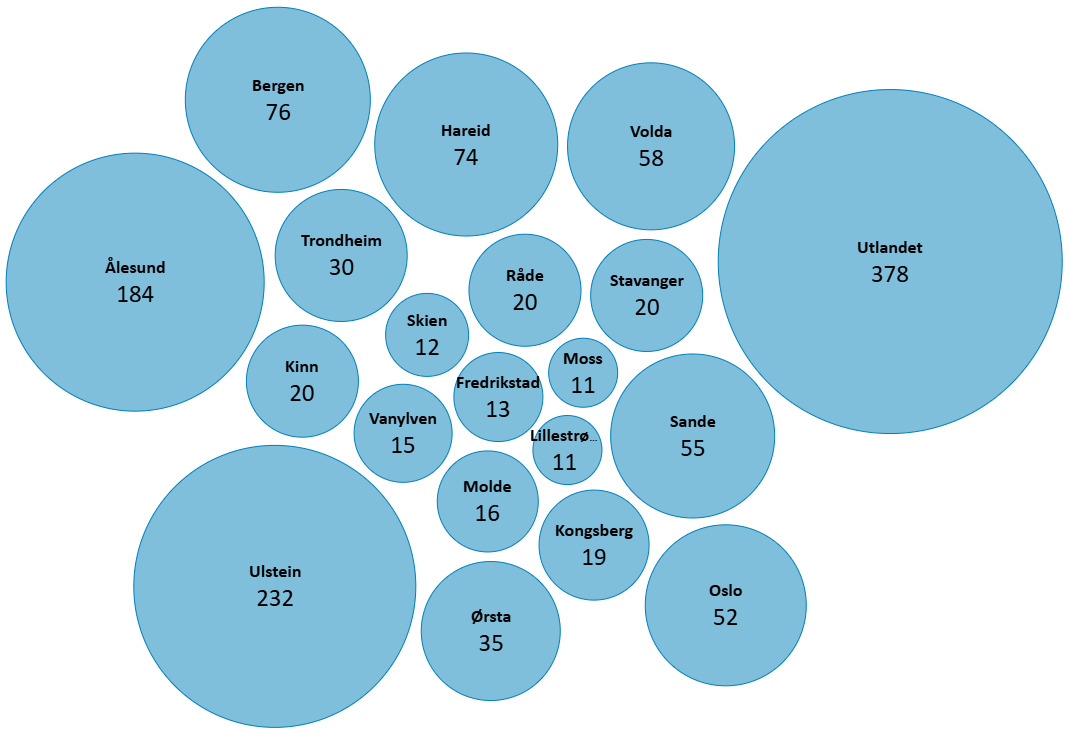 Bergen
76
Hareid
74
Volda
58
Utlandet
378
Ålesund
184
Trondheim
30
Råde
20
Stavanger
20
Skien
12
Moss
11
Kinn
20
Fredrikstad
13
Vanylven
15
Sande
55
Lillestrø...
11
Molde
16
Kongsberg
19
Ulstein
232
Ørsta
35
Oslo
52